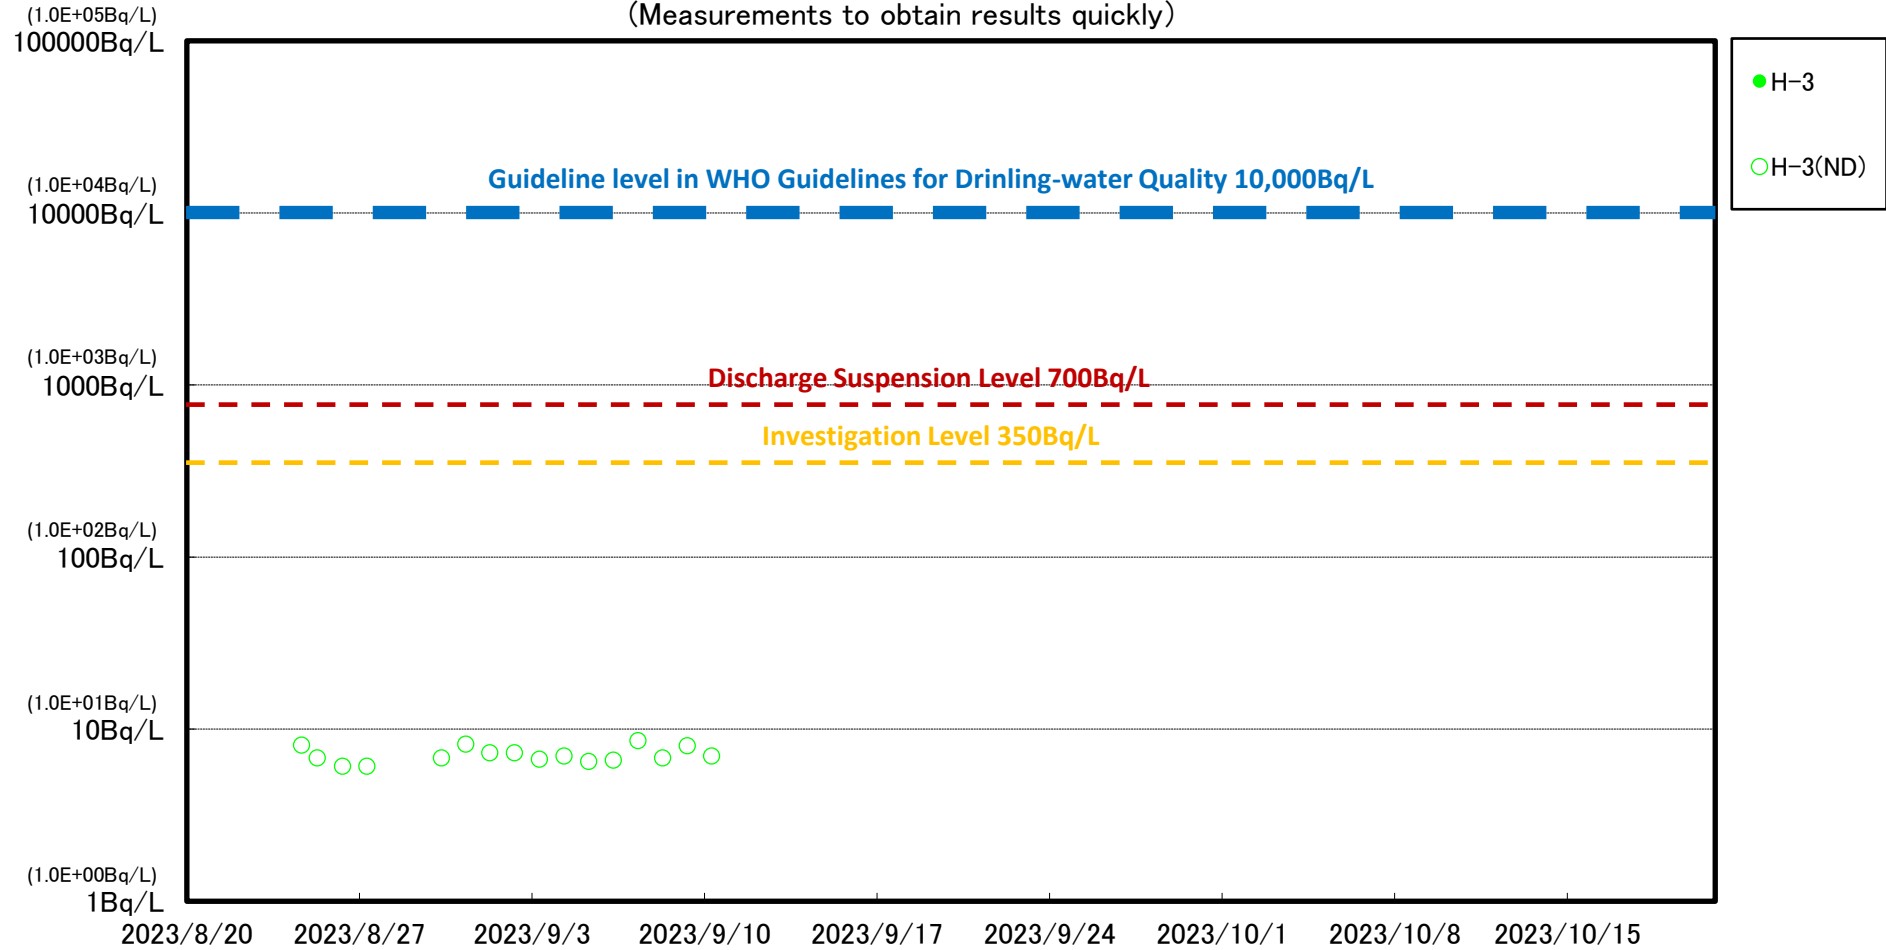 (Measurements to obtain results quickly)
(1.0E+05Bq/L)
100000Bq/L
H-3
H-3(ND)
Guideline level in WHO Guidelines for Drinling-water Quality 10,000Bq/L
(1.0E+04Bq/L)
10000Bq/L
(1.0E+03Bq/L)
1000Bq/L
Discharge Suspension Level 700Bq/L
Investigation Level 350Bq/L
(1.0E+02Bq/L)
100Bq/L
(1.0E+01Bq/L)
10Bq/L
(1.0E+00Bq/L)
1Bq/L
2023/8/20 2023/8/27 2023/9/3 2023/9/10 2023/9/17 2023/9/24 2023/10/1 2023/10/8 2023/10/15